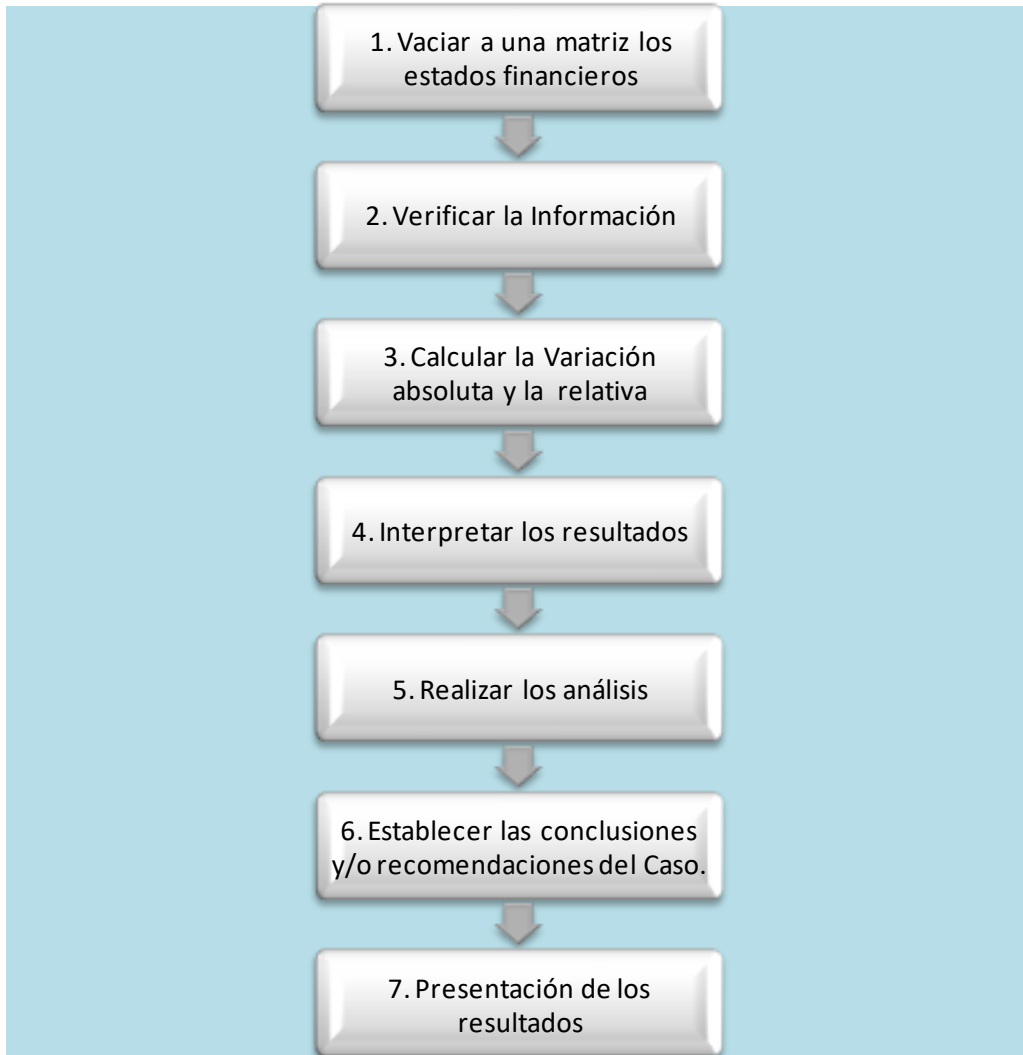 1. Vaciar a una matriz los
estados financieros
2. Verificar la Información
3. Calcular la Variación
absoluta y la relativa
4. Interpretar los resultados
5. Realizar los análisis
6. Establecer las conclusiones
y/o recomendaciones del Caso.
7. Presentación de los
resultados